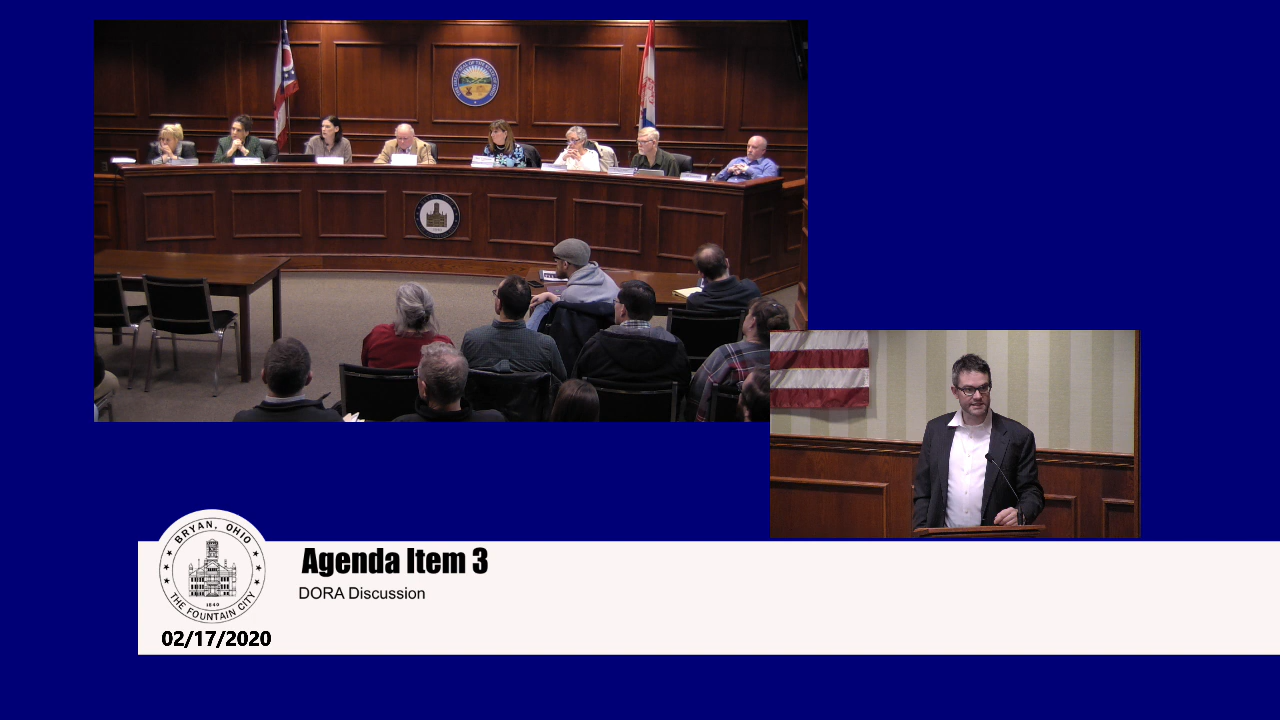 BRYAN, OHIO
1840
THE FOUNTAIN CITY
02/17/2020
Agenda Item 3
DORA Discussion